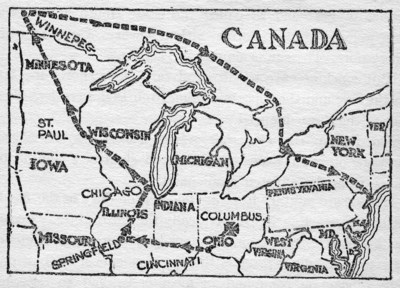 WINNEPEG
CANADA
MINNESOTA
ST.
PAUL
WISCONSIN
MICHIGAN
NEW
YORK
VER.
IOWA
CHICAGO
PENNSYLVANIA
ILLINOIS
INDIANA
COLUMBUS.
OHIO
MISSOURI
SPRINGFIELD
CINCINNATI
WEST
VIRGINIA
MD.
VIRGINIA